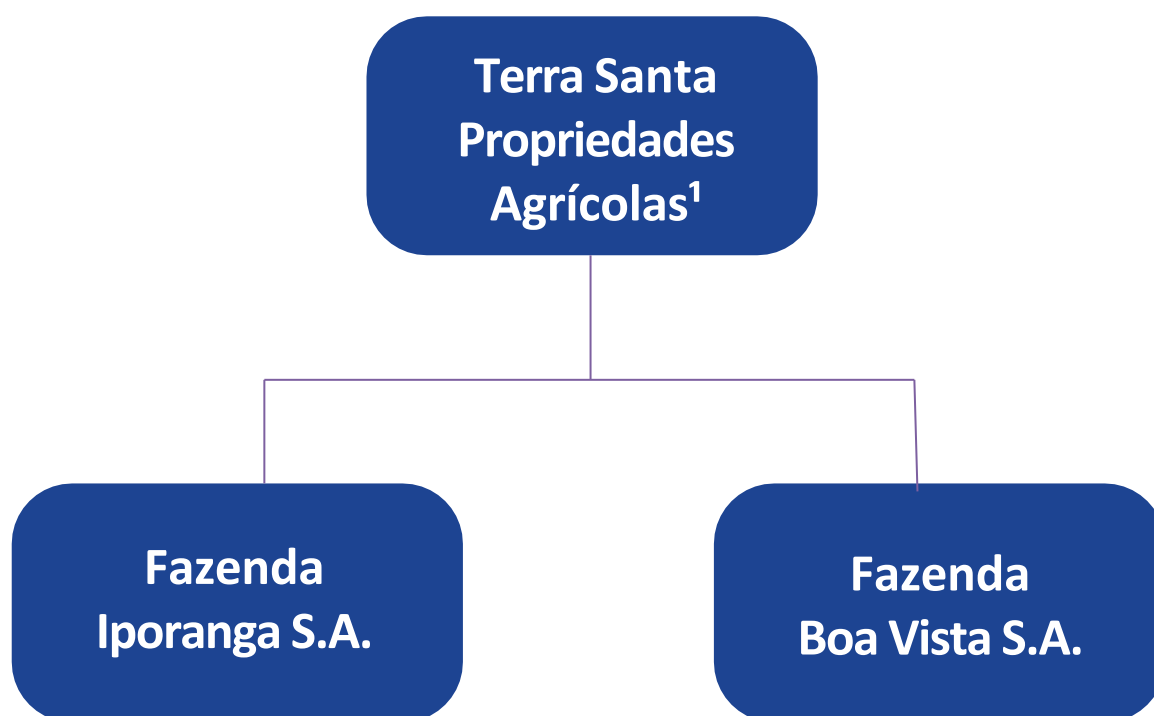 Terra Santa
Propriedades
Agrícolas¹
Fazenda
Iporanga S.A.
Fazenda
Boa Vista S.A.